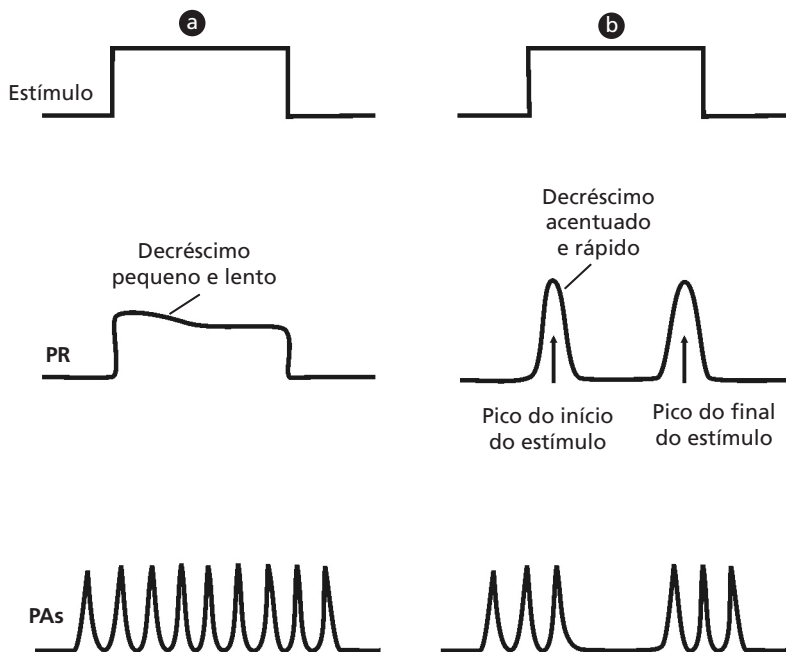 a
b
Estímulo
Decréscimo
acentuado
e rápido
Decréscimo
pequeno e lento
PR
Pico do início
do estímulo
Pico do final
do estímulo
PAs